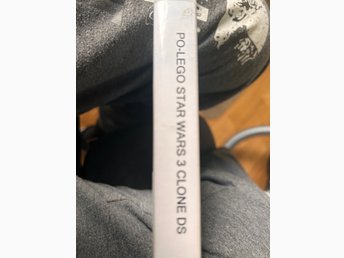 PO-LEGO STAR WARS 3 CLONE DS